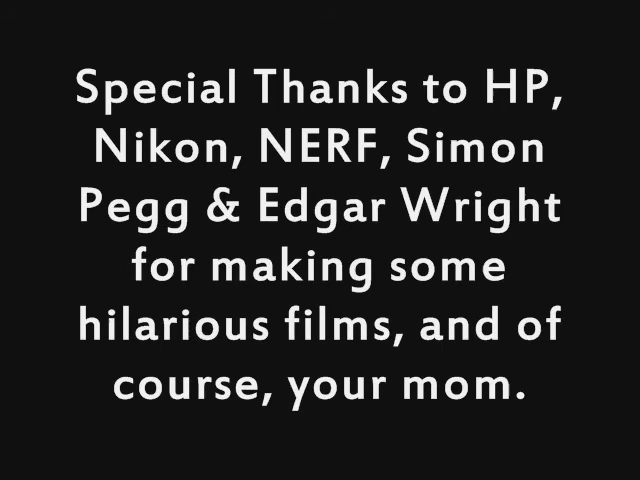 Special Thanks to HP,
Nikon, NERF, Simon
Pegg & Edgar Wright
for making some
hilarious films, and of
course, your mom.